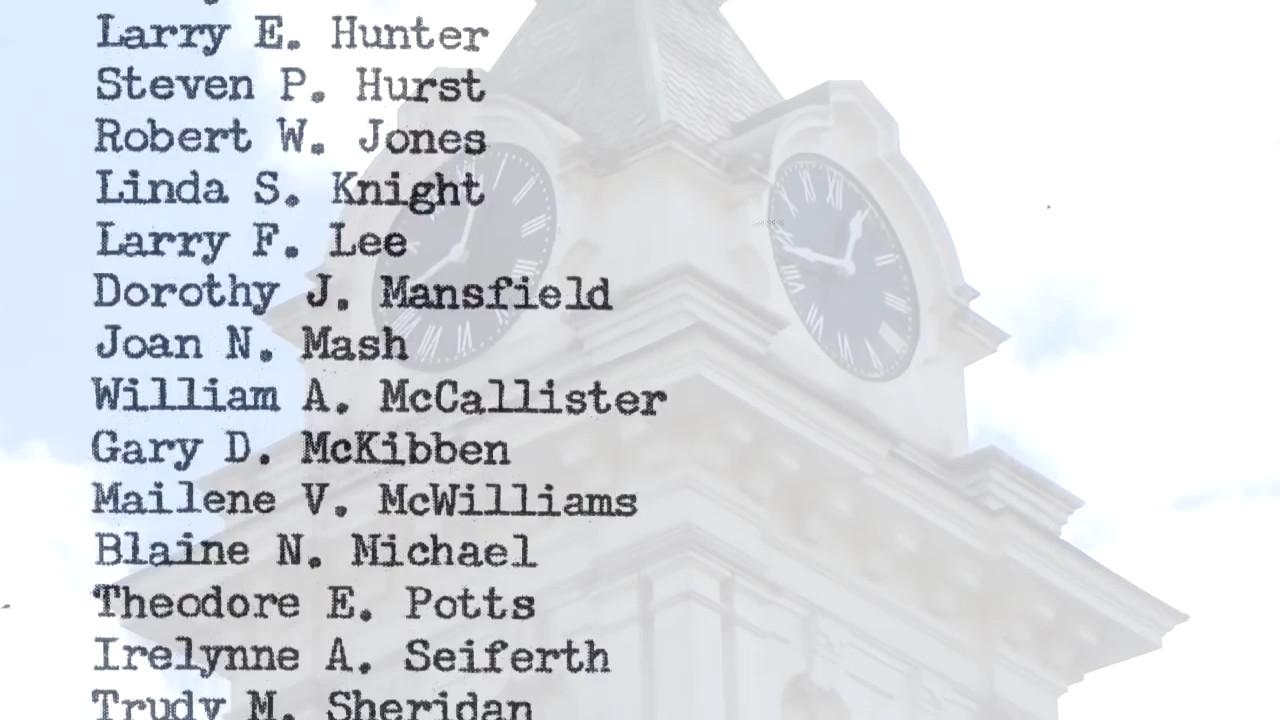 Larry E. Hunter
Steven P. Hurst
Robert W. Jones
Linda S. Knight
Larry F. Lee
Dorothy J. Mansfield
Joan N. Mash
William A. McCallister
Gary D. McKibben
Mailene V. McWilliams
Blaine N. Michael
Theodore E. Potts
Irelynne A. Seiferth
Trudy M. Sheridan